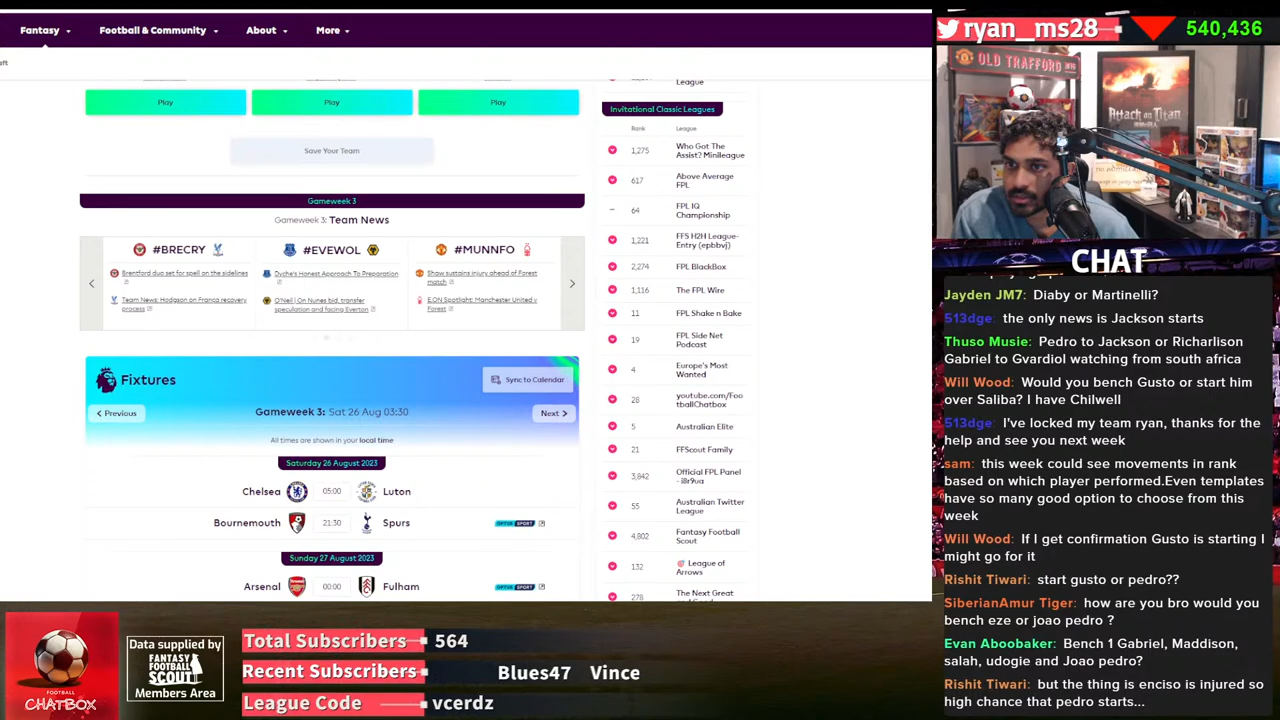 Fantasy
Football & Community
About
More
aft
League
Play
Play
Play
Save Your Team
Gameweek 3
Gameweek 3: Team News
#BRECRY
#EVEWOL
#MUNNFO
Brentford duo set for spell on the sidelines
Team News: Hodgson on França recovery process
Dyche's Honest Approach To Preparation
O'Neil | On Nunes bid, transfer speculation and facing Everton
Shaw sustains injury ahead of Forest match
E.ON Spotlight: Manchester United v Forest
Fixtures
Sync to Calendar
Previous
Gameweek 3: Sat 26 Aug 03:30
Next
All times are shown in your local time
Saturday 26 August 2023
Chelsea 05:00 Luton
Bournemouth 21:30 Spurs
OPTUS SPORT
Sunday 27 August 2023
Arsenal 00:00 Fulham
OPTUS SPORT
Invitational Classic Leagues
Rank League
1,275 Who Got The
Assist? Minileague
617 Above Average
FPL
64 FPL IQ
Championship
1,221 FFS H2H League-
Entry (epbbvj)
2,274 FPL BlackBox
1,116 The FPL Wire
11 FPL Shake n Bake
19 FPL Side Net
Podcast
4 Europe's Most
Wanted
28 youtube.com/Foo
tballChatbox
5 Australian Elite
21 FFScout Family
3,842 Official FPL Panel
- i8r9ua
55 Australian Twitter
League
4,802 Fantasy Football
Scout
132 League of
Arrows
278 The Next Great
ryan_ms28
540,436
OLD TRAFFORD
Attack on Titan
CHAT
Jayden JM7: Diaby or Martinelli?
513dge: the only news is Jackson starts
Thuso Musie: Pedro to Jackson or Richarlison
Gabriel to Gvardiol watching from south africa
Will Wood: Would you bench Gusto or start him
over Saliba? I have Chilwell
513dge: I've locked my team ryan, thanks for the
help and see you next week
sam: this week could see movements in rank
based on which player performed.Even templates
have so many good option to choose from this
week
Will Wood: If I get confirmation Gusto is starting I
might go for it
Rishit Tiwari: start gusto or pedro??
SiberianAmur Tiger: how are you bro would you
bench eze or joao pedro ?
Evan Aboobaker: Bench 1 Gabriel, Maddison,
salah, udogie and Joao pedro?
Rishit Tiwari: but the thing is enciso is injured so
high chance that pedro starts...
FOOTBALL
CHATBOX
Data supplied by
FANTASY
FOOTBALL
SCOUT
Members Area
Total Subscribers 564
Recent Subscribers Blues47 Vince
League Code vcerdz